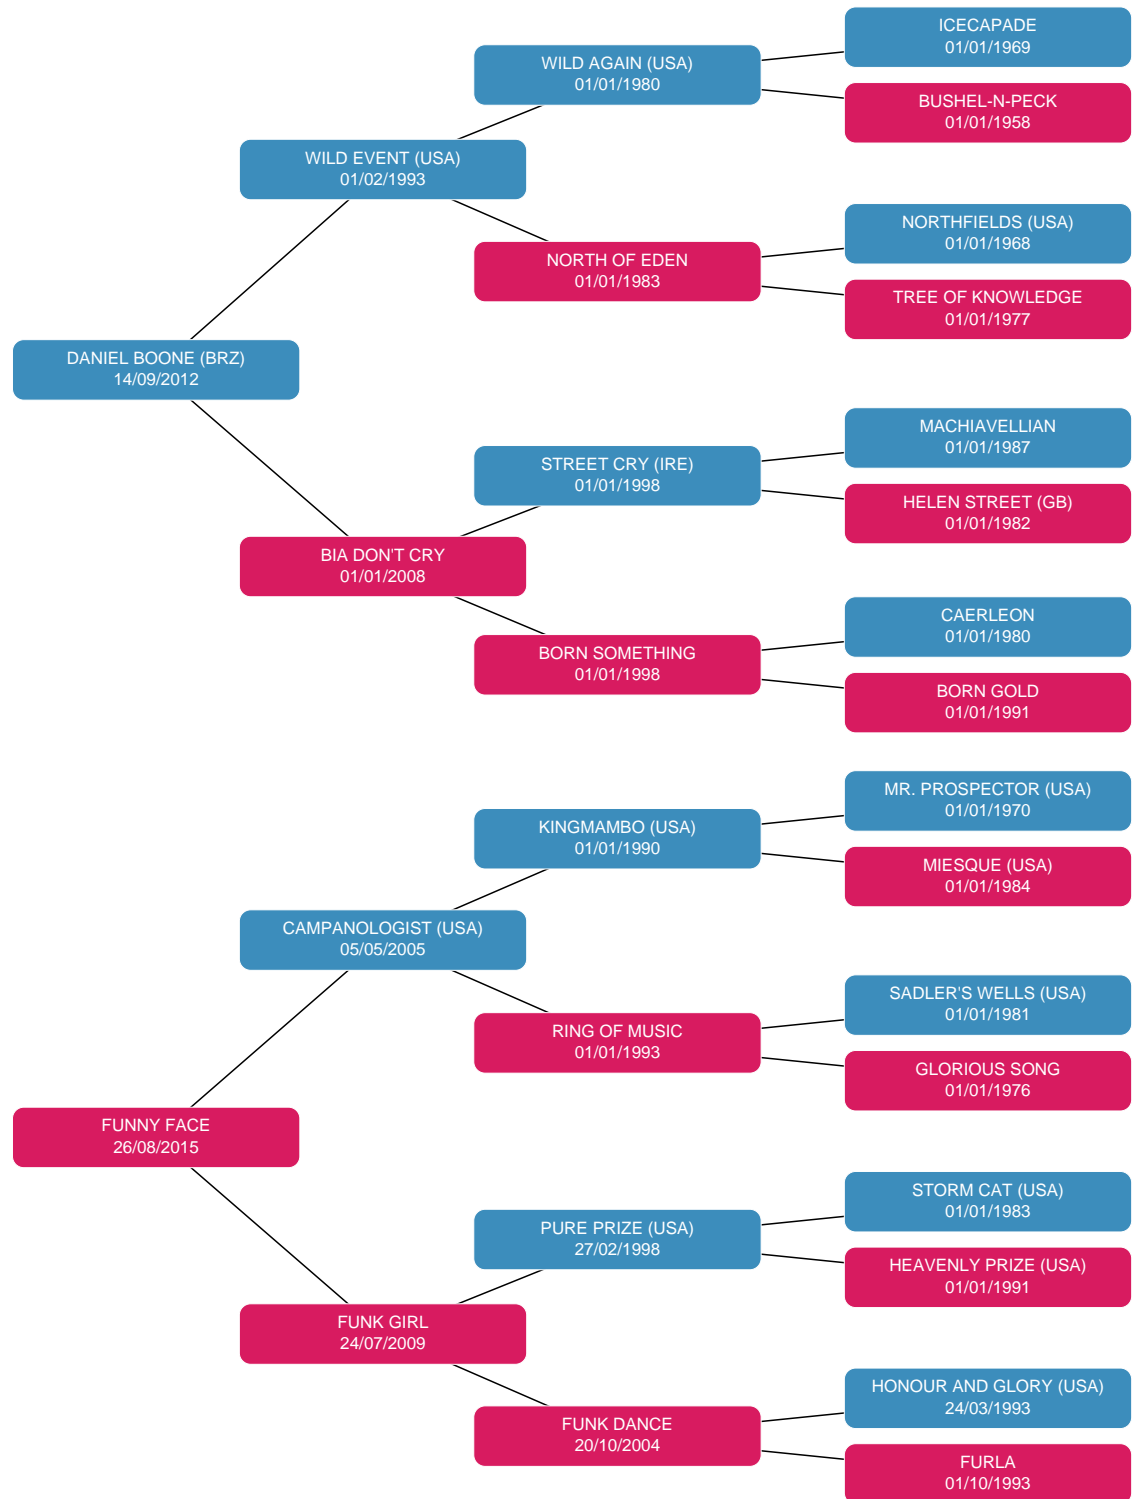 ICECAPADE
01/01/1969
WILD AGAIN (USA)
01/01/1980
BUSHEL-N-PECK
01/01/1958
WILD EVENT (USA)
01/02/1993
NORTHFIELDS (USA)
01/01/1968
NORTH OF EDEN
01/01/1983
TREE OF KNOWLEDGE
01/01/1977
DANIEL BOONE (BRZ)
14/09/2012
MACHIAVELLIAN
01/01/1987
STREET CRY (IRE)
01/01/1998
HELEN STREET (GB)
01/01/1982
BIA DON'T CRY
01/01/2008
CAERLEON
01/01/1980
BORN SOMETHING
01/01/1998
BORN GOLD
01/01/1991
MR. PROSPECTOR (USA)
01/01/1970
KINGMAMBO (USA)
01/01/1990
MIESQUE (USA)
01/01/1984
CAMPANOLOGIST (USA)
05/05/2005
SADLER'S WELLS (USA)
01/01/1981
RING OF MUSIC
01/01/1993
GLORIOUS SONG
01/01/1976
FUNNY FACE
26/08/2015
STORM CAT (USA)
01/01/1983
PURE PRIZE (USA)
27/02/1998
HEAVENLY PRIZE (USA)
01/01/1991
FUNK GIRL
24/07/2009
HONOUR AND GLORY (USA)
24/03/1993
FUNK DANCE
20/10/2004
FURLA
01/10/1993